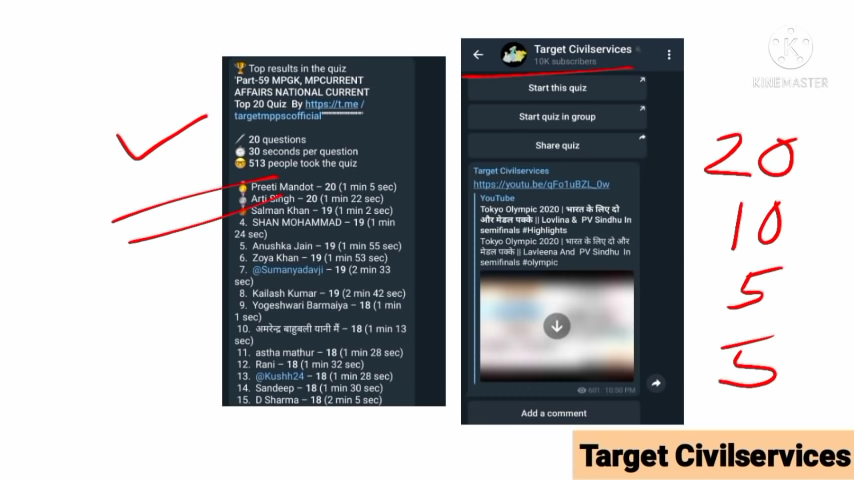 🏆 Top results in the quiz
'Part-59 MPGK, MPCURRENT
AFFAIRS NATIONAL CURRENT
Top 20 Quiz By https://t.me/
targetmppscofficial
20 questions
30 seconds per question
513 people took the quiz
Preeti Mandot – 20 (1 min 5 sec)
Arti Singh – 20 (1 min 22 sec)
Salman Khan – 19 (1 min 2 sec)
4. SHAN MOHAMMAD – 19 (1 min
24 sec)
5. Anushka Jain – 19 (1 min 55 sec)
6. Zoya Khan – 19 (1 min 53 sec)
7. @Sumanyadavji – 19 (2 min 33
sec)
8. Kailash Kumar – 19 (2 min 42 sec)
9. Yogeshwari Barmaiya – 18 (1 min
1 sec)
10. अमरेन्द्र बाहुबली यानी मैं – 18 (1 min 13
sec)
11. astha mathur – 18 (1 min 28 sec)
12. Rani – 18 (1 min 32 sec)
13. @Kushh24 – 18 (1 min 28 sec)
14. Sandeep – 18 (1 min 30 sec)
15. D Sharma – 18 (2 min 5 sec)
Target Civilservices
10K subscribers
Start this quiz
Start quiz in group
Share quiz
Target Civilservices
https://youtu.be/qFo1uBZL_0w
YouTube
Tokyo Olympic 2020 | भारत के लिए दो
और मेडल पक्के || Lovlina & PV Sindhu In
semifinals #Highlights
Tokyo Olympic 2020 | भारत के लिए दो और
मेडल पक्के || Lavleena And PV Sindhu In
semifinals #olympic
601 10:50 PM
Add a comment
KINEMASTER
20
10
5
5
Target Civilservices